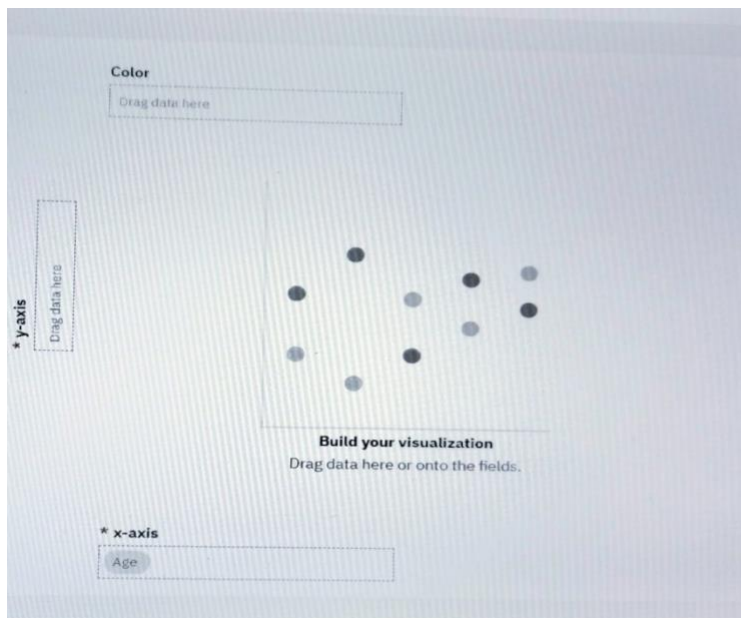 Color
Drag data here
* y-axis
Drag data here
Build your visualization
Drag data here or onto the fields.
* x-axis
Age